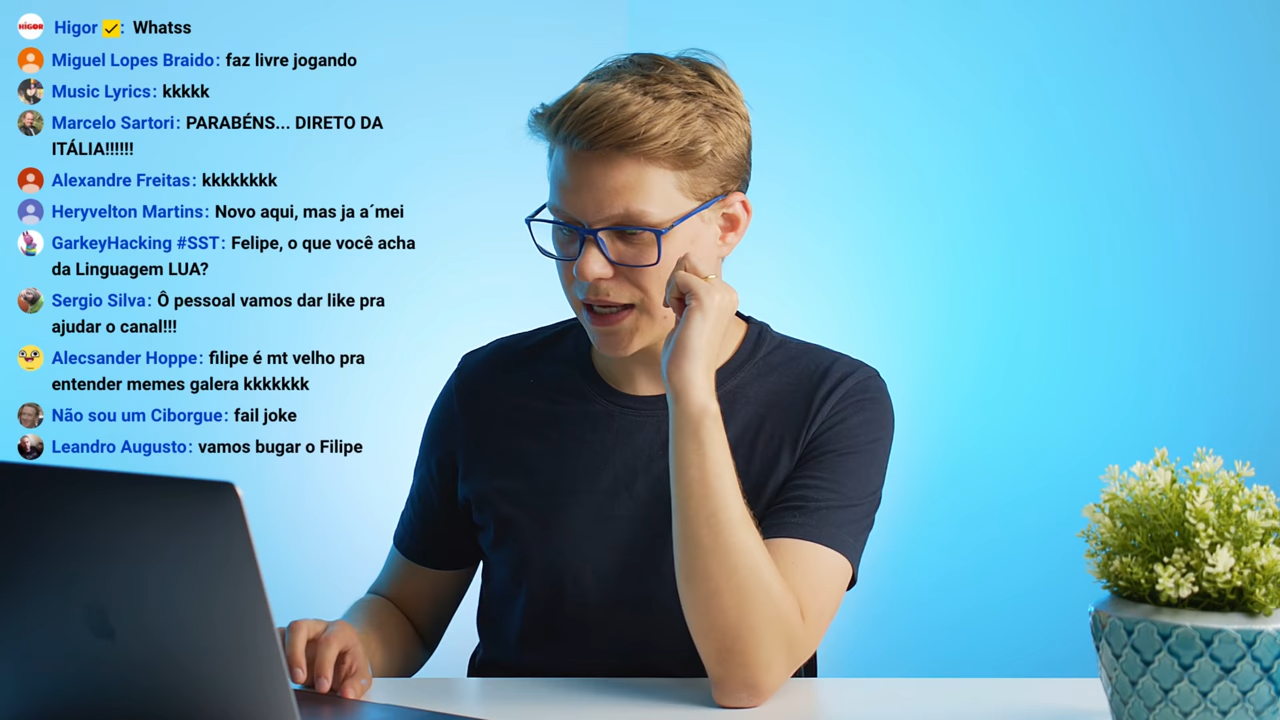 HIGOR
Higor : Whatss
Miguel Lopes Braido: faz livre jogando
Music Lyrics: kkkkk
Marcelo Sartori: PARABÉNS... DIRETO DA
ITÁLIA!!!!!!
Alexandre Freitas: kkkkkkkk
Heryvelton Martins: Novo aqui, mas ja a´mei
GarkeyHacking #SST: Felipe, o que você acha
da Linguagem LUA?
Sergio Silva: Ô pessoal vamos dar like pra
ajudar o canal!!!
Alecsander Hoppe: filipe é mt velho pra
entender memes galera kkkkkkk
Não sou um Ciborgue: fail joke
Leandro Augusto: vamos bugar o Filipe